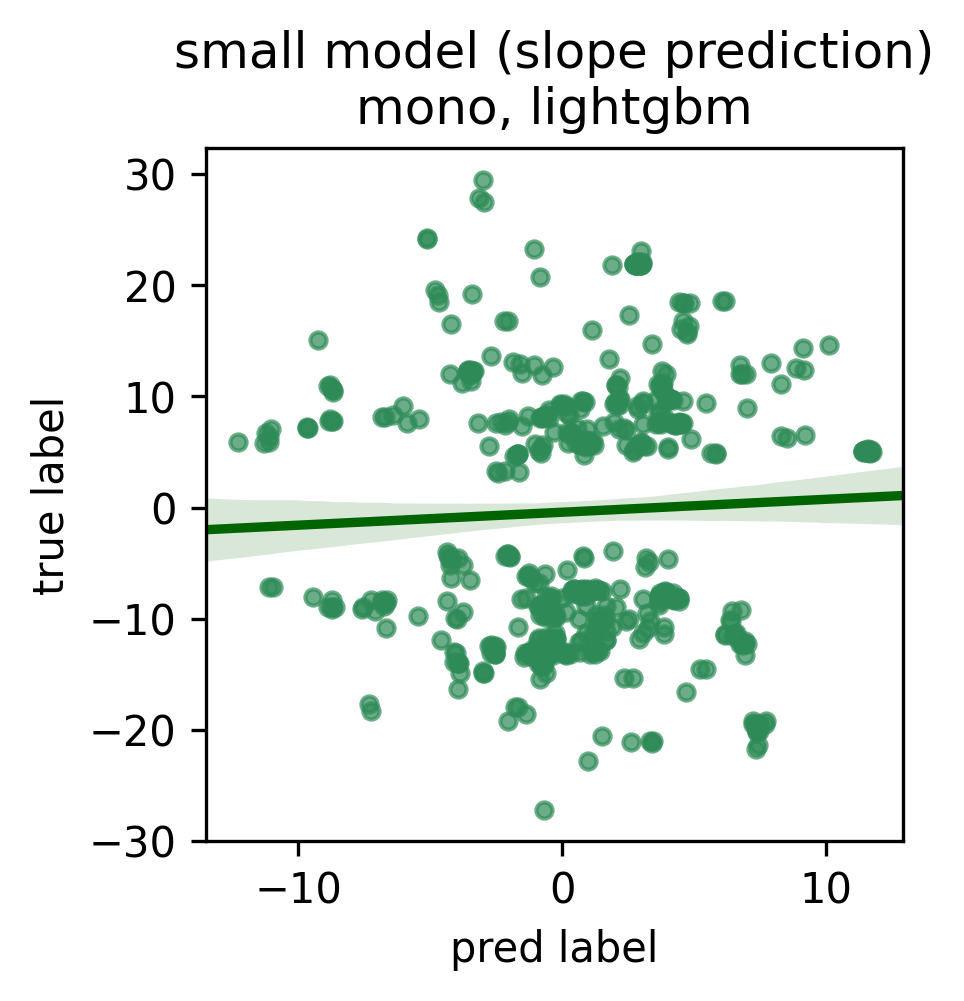 small model (slope prediction)
mono, lightgbm
30
20
10
0
−10
−20
−30
−10
0
10
true label
pred label